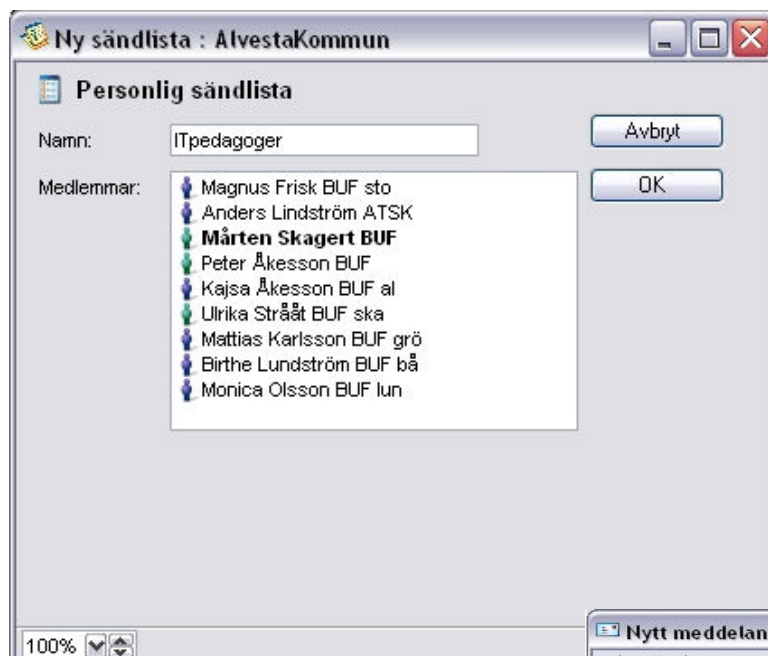 Ny sändlista : AlvestaKommun
Personlig sändlista
Namn: ITpedagoger
Avbryt
OK
Medlemmar:
Magnus Frisk BUF sto
Anders Lindström ATSK
Mårten Skagert BUF
Peter Åkesson BUF
Kajsa Åkesson BUF al
Ulrika Strååt BUF ska
Mattias Karlsson BUF grö
Birthe Lundström BUF bå
Monica Olsson BUF lun
100%
Nytt meddelan